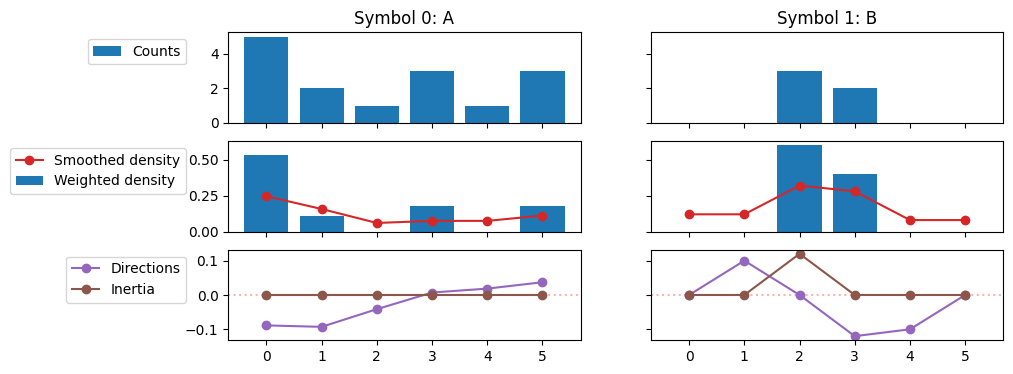 Symbol 0: A
Symbol 1: B
Counts
4
2
0
Smoothed density
Weighted density
0.50
0.25
0.00
Directions
Inertia
0.1
0.0
−0.1
0 1 2 3 4 5
0 1 2 3 4 5